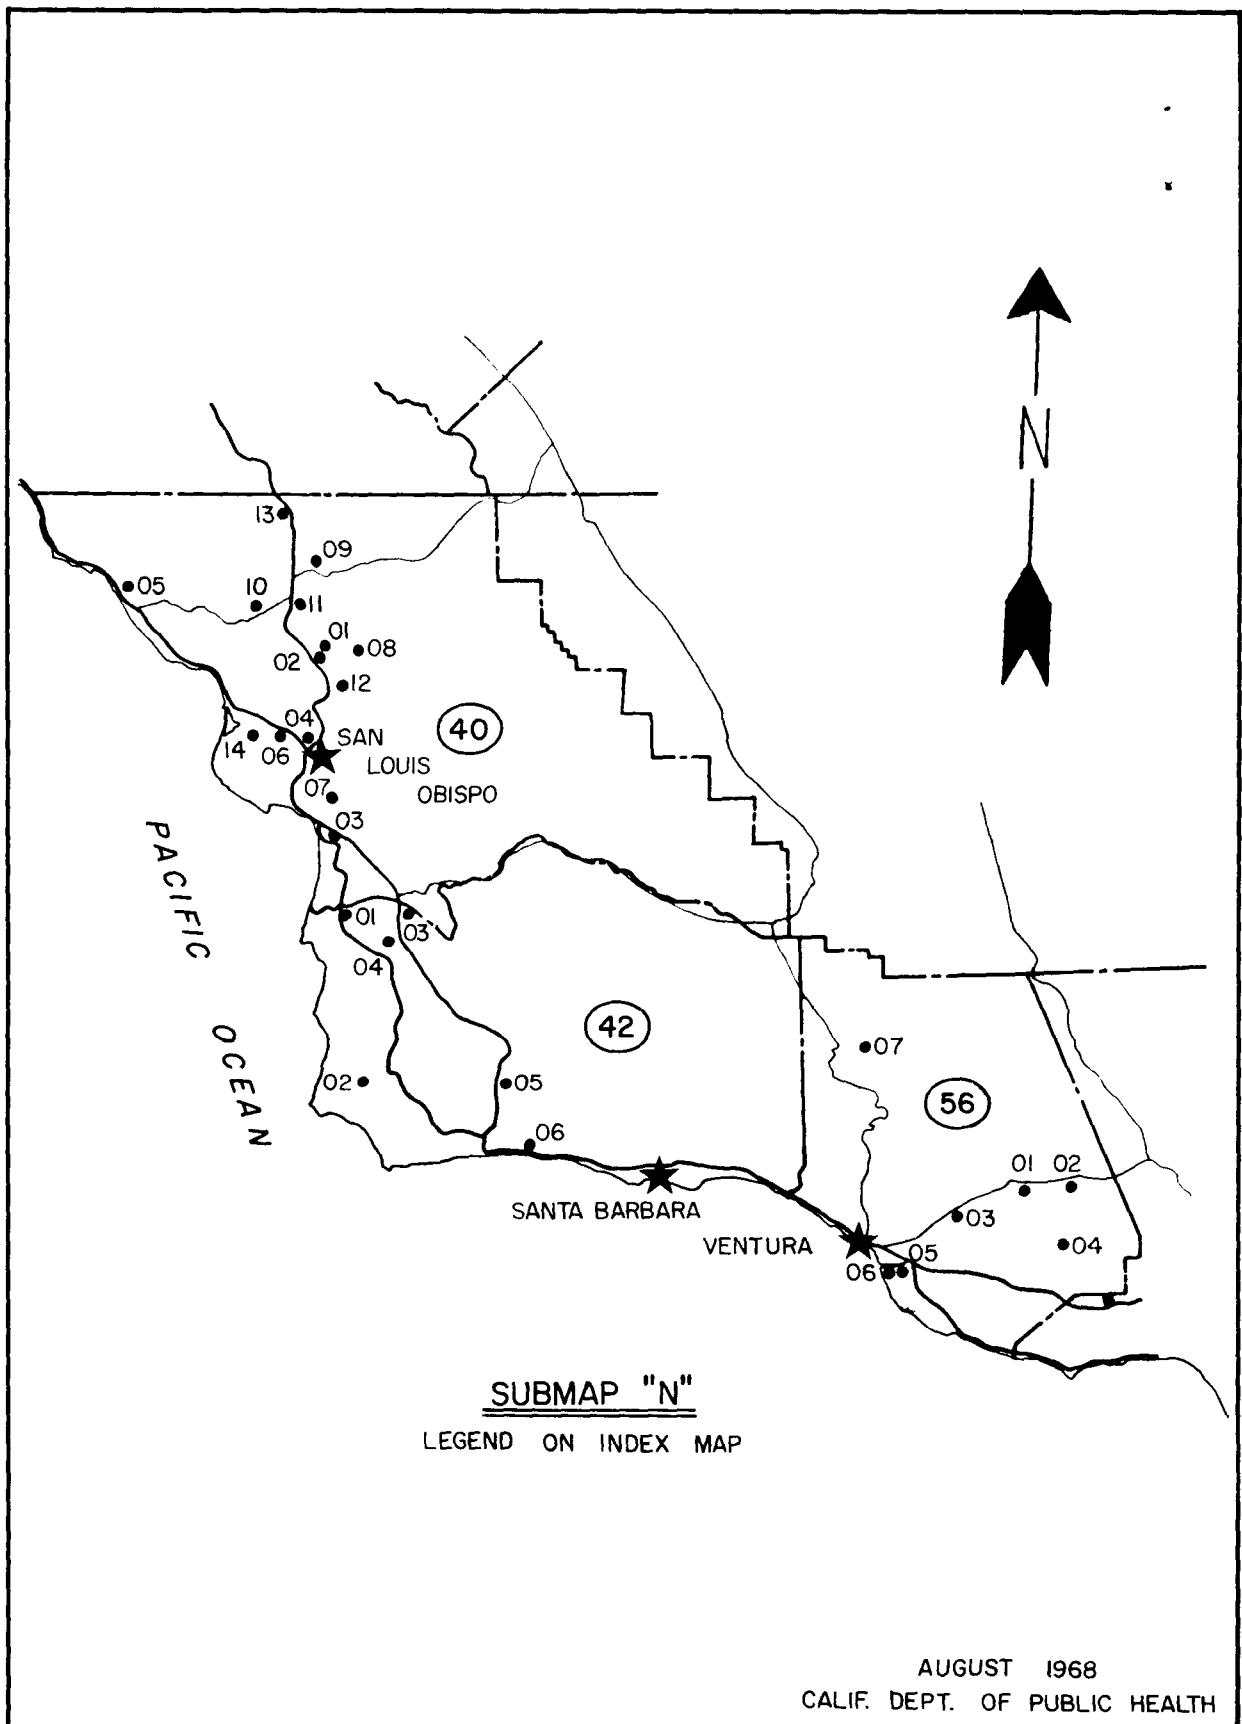 N
13
09
05
10
11
01
02
08
12
04
14
06
SAN
LOUIS
OBISPO
40
07
03
PACIFIC
OCEAN
01
03
04
42
02
05
06
07
56
01
02
03
04
SANTA BARBARA
VENTURA
05
06
SUBMAP "N"
LEGEND ON INDEX MAP
AUGUST 1968
CALIF. DEPT. OF PUBLIC HEALTH